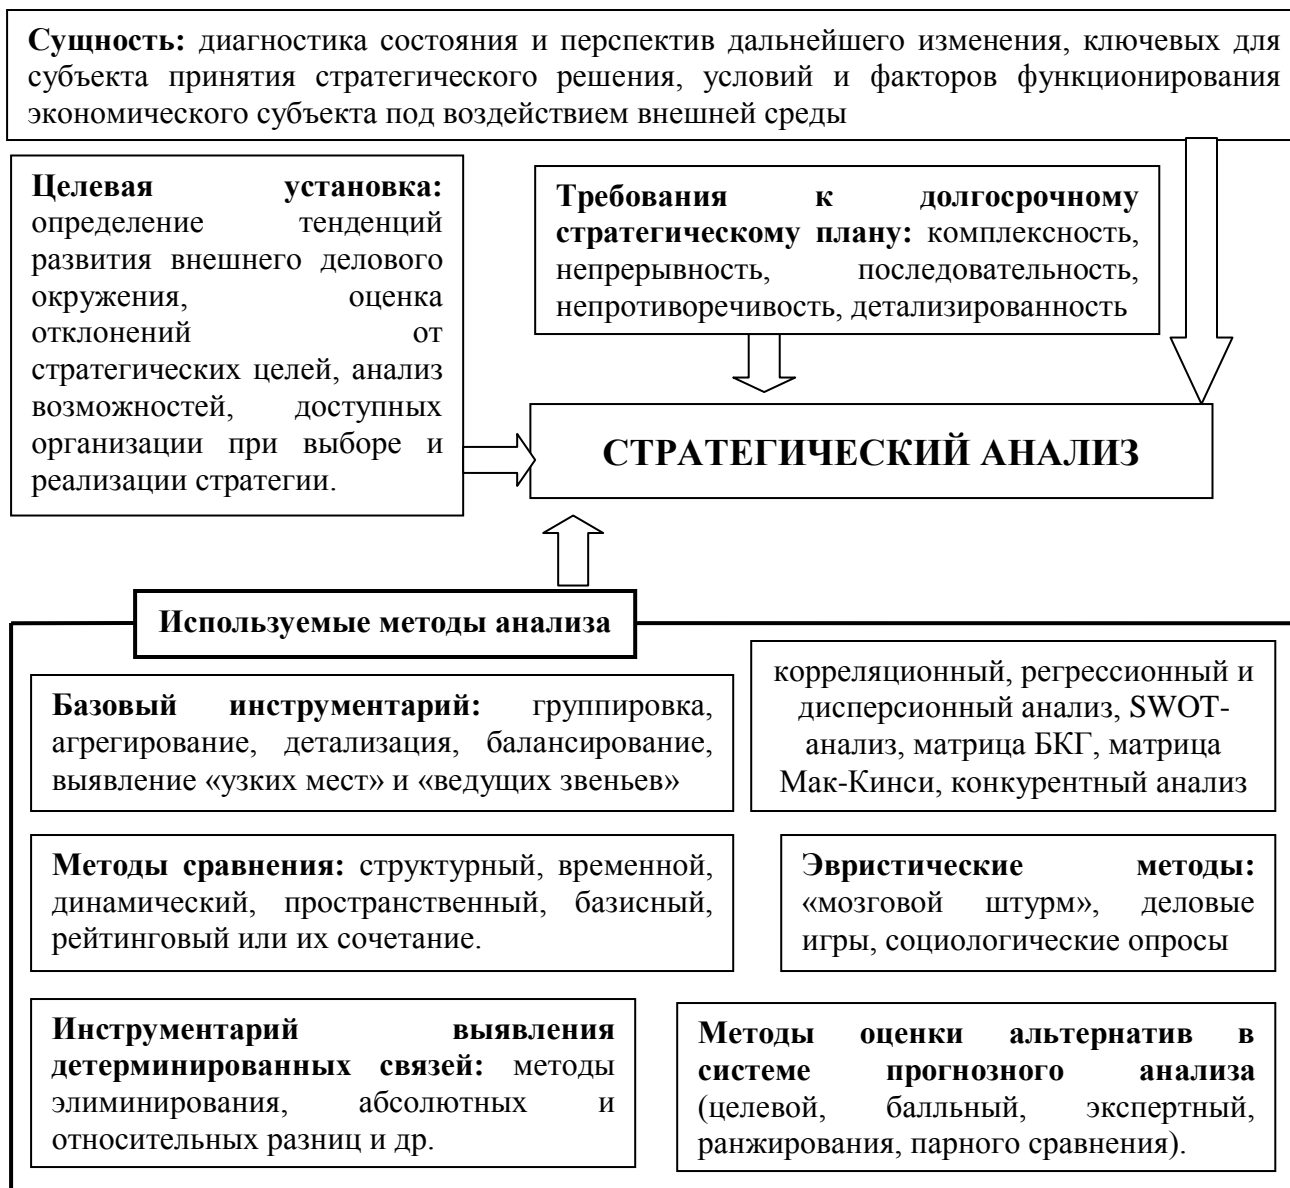 Сущность: диагностика состояния и перспектив дальнейшего изменения, ключевых для
субъекта принятия стратегического решения, условий и факторов функционирования
экономического субъекта под воздействием внешней среды
Целевая установка:
определение тенденций
развития внешнего делового
окружения, оценка
отклонений от
стратегических целей, анализ
возможностей, доступных
организации при выборе и
реализации стратегии.
Требования к долгосрочному
стратегическому плану: комплексность,
непрерывность, последовательность,
непротиворечивость, детализированность
СТРАТЕГИЧЕСКИЙ АНАЛИЗ
Используемые методы анализа
Базовый инструментарий: группировка,
агрегирование, детализация, балансирование,
выявление «узких мест» и «ведущих звеньев»
корреляционный, регрессионный и
дисперсионный анализ, SWOT-
анализ, матрица БКГ, матрица
Мак-Кинси, конкурентный анализ
Методы сравнения: структурный, временной,
динамический, пространственный, базисный,
рейтинговый или их сочетание.
Эвристические методы:
«мозговой штурм», деловые
игры, социологические опросы
Инструментарий выявления
детерминированных связей: методы
элиминирования, абсолютных и
относительных разниц и др.
Методы оценки альтернатив в
системе прогнозного анализа
(целевой, балльный, экспертный,
ранжирования, парного сравнения).